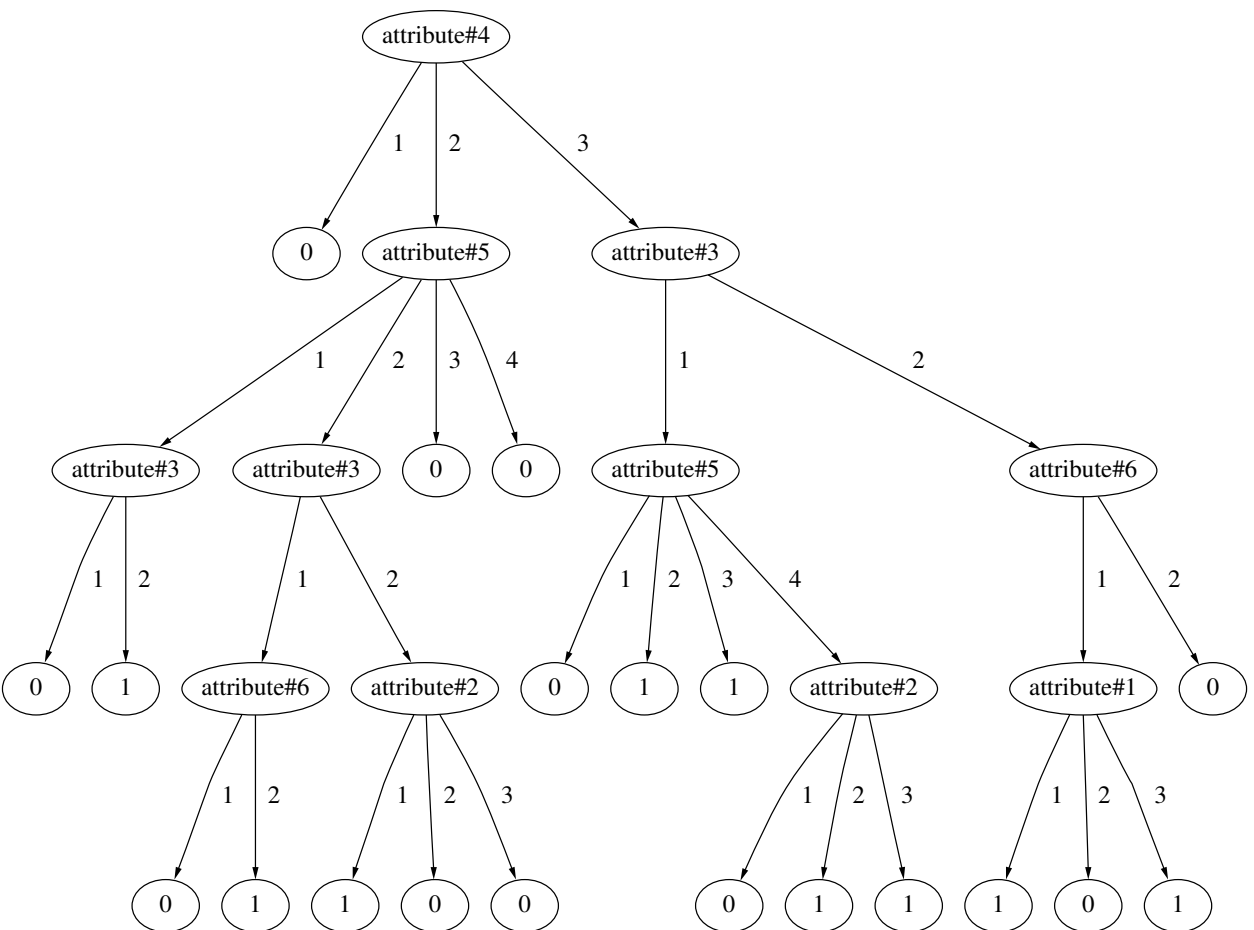 attribute#4
1 2 3
0 attribute#5 attribute#3
1 2 3 4 1 2
attribute#3 attribute#3 0 0 attribute#5 attribute#6
1 2 1 2 1 2 3 4 1 2
0 1 attribute#6 attribute#2 0 1 1 attribute#2 attribute#1 0
1 2 1 2 3 1 2 3 1 2 3
0 1 1 0 0 0 1 1 1 0 1